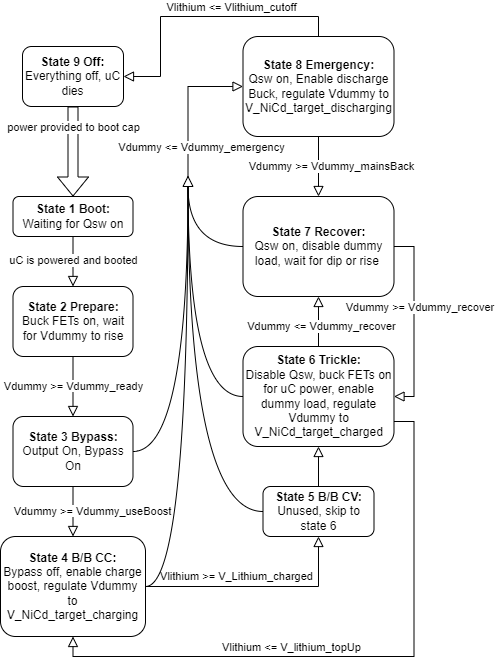 Vlithium <= Vlithium_cutoff
State 9 Off:
Everything off, uC
dies
State 8 Emergency:
Qsw on, Enable discharge
Buck, regulate Vdummy to
V_NiCd_target_discharging
power provided to boot cap
Vdummy <= Vdummy_emergency
Vdummy >= Vdummy_mainsBack
State 1 Boot:
Waiting for Qsw on
State 7 Recover:
Qsw on, disable dummy
load, wait for dip or rise
uC is powered and booted
State 2 Prepare:
Buck FETs on, wait
for Vdummy to rise
Vdummy >= Vdummy_recover
Vdummy <= Vdummy_recover
State 6 Trickle:
Disable Qsw, buck FETs on
for uC power, enable
dummy load, regulate
Vdummy to
V_NiCd_target_charged
Vdummy >= Vdummy_ready
State 3 Bypass:
Output On, Bypass
On
State 5 B/B CV:
Unused, skip to
state 6
Vdummy >= Vdummy_useBoost
State 4 B/B CC:
Bypass off, enable charge
boost, regulate Vdummy
to
V_NiCd_target_charging
Vlithium >= V_Lithium_charged
Vlithium <= V_lithium_topUp